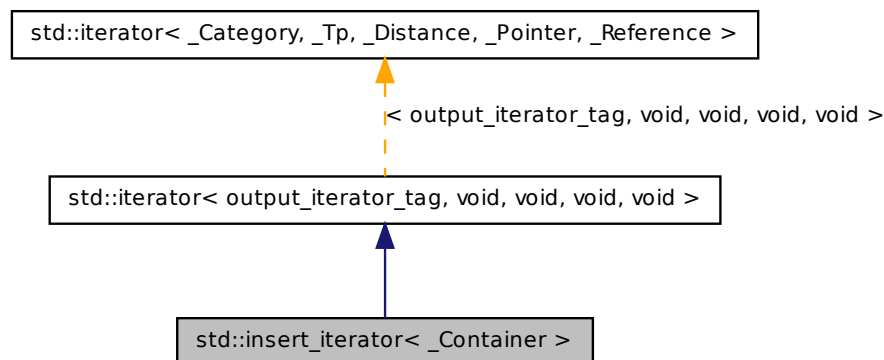 std::iterator< _Category, _Tp, _Distance, _Pointer, _Reference >
< output_iterator_tag, void, void, void, void >
std::iterator< output_iterator_tag, void, void, void, void >
std::insert_iterator< _Container >